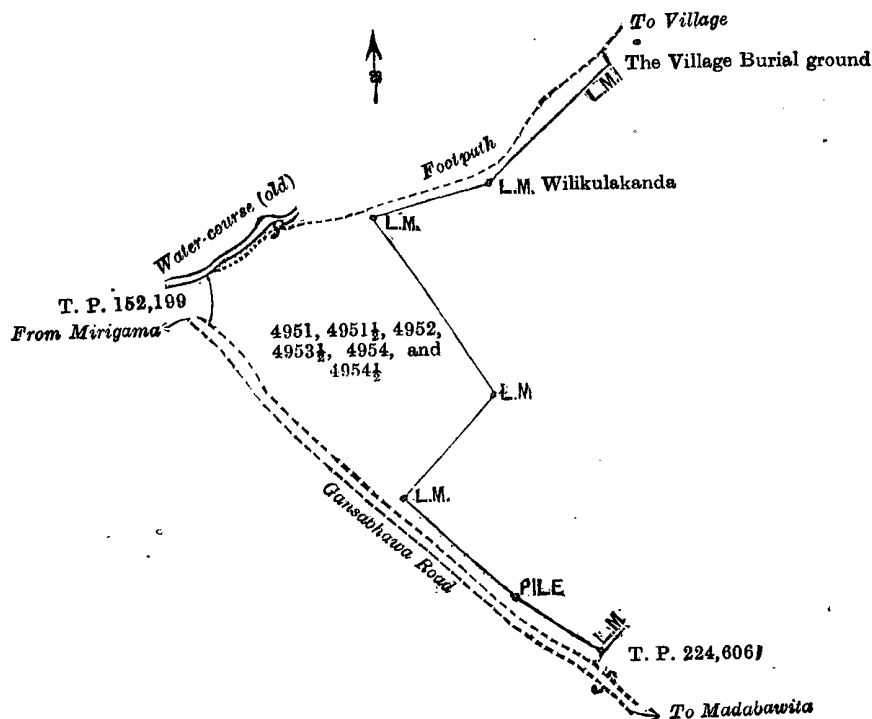 To Village
The Village Burial ground
L.M.
Footpath
L.M. Wilikulakanda
Water-course (old)
L.M.
T. P. 152,199
From Mirigama
4951, 4951½, 4952,
4953½, 4954, and
4954½
L.M
L.M.
Gansabhawa Road
PILE
L.M.
T. P. 224,606
To Madabawita